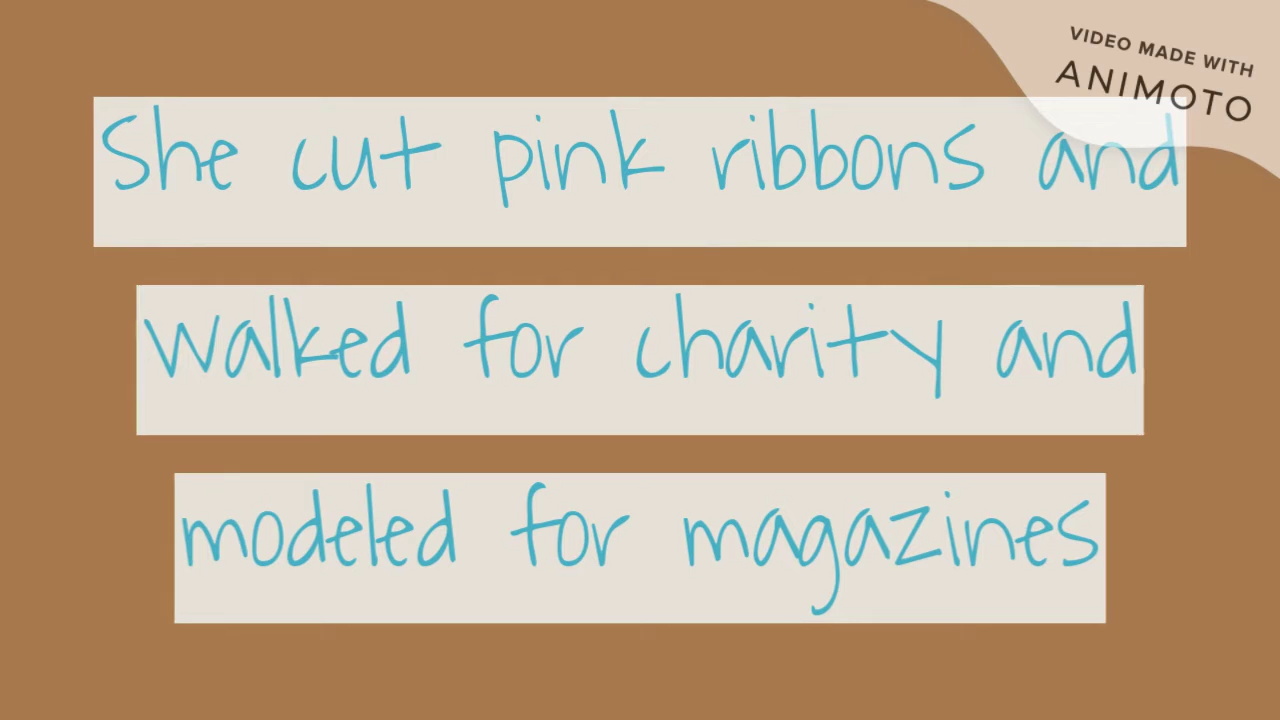 VIDEO MADE WITH
ANIMOTO
She cut pink ribbons and
walked for charity and
modeled for magazines